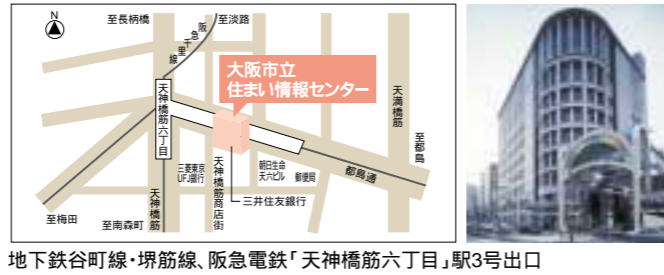 N
至長柄橋
至淡路
阪急千里線
大阪市立
住まい情報センター
天神橋筋六丁目
天満橋筋
至都島
三菱東京
UFJ銀行
天神橋筋商店街
朝日生命
天六ビル
郵便局
都島通
三井住友銀行
天神橋筋
至梅田
至南森町
地下鉄谷町線・堺筋線、阪急電鉄「天神橋筋六丁目」駅3号出口